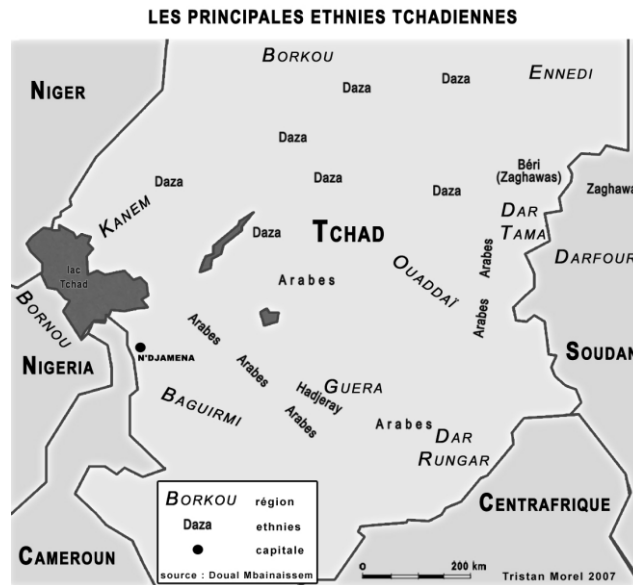 LES PRINCIPALES ETHNIES TCHADIENNES
BORKOU
ENNEDI
Daza
Daza
NIGER
Daza
Béri
(Zaghawas)
Daza
Daza
Daza
Zaghawa
KANEM
DAR
TAMA
Daza
TCHAD
DARFOUR
OUADDAÏ
Arabes
lac
Tchad
Arabes
BORNOU
Arabes
Arabes
N'DJAMENA
SOUDAN
NIGERIA
Arabes
GUERA
Hadjeray
BAGUIRMI
Arabes
Arabes
DAR
RUNGAR
CENTRAFRIQUE
CAMEROUN
BORKOU région
Daza ethnies
capitale
source : Doual Mbainaissem
0 200 km
Tristan Morel 2007